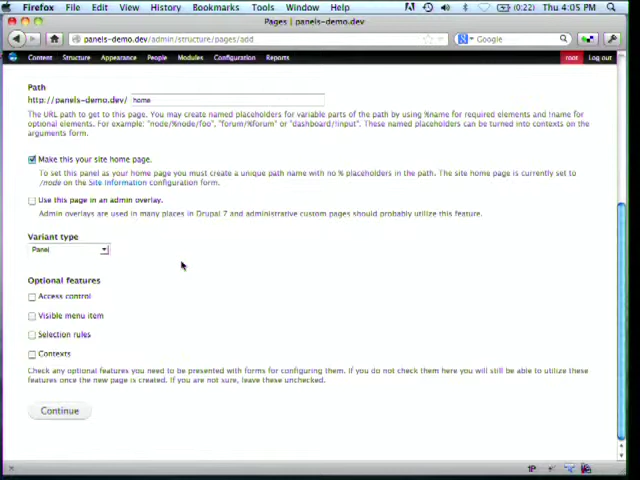 Firefox File Edit View History Bookmarks Tools Window Help (0:22) Thu 4:05 PM
Pages | panels-demo.dev
panels-demo.dev/admin/structure/pages/add Google
Content Structure Appearance People Modules Configuration Reports root Log out
Path
http://panels-demo.dev/ home
The URL path to get to this page. You may create named placeholders for variable parts of the path by using %name for required elements and !name for
optional elements. For example: "node/%node/foo", "forum/%forum" or "dashboard/!input". These named placeholders can be turned into contexts on the
arguments form.
Make this your site home page.
To set this panel as your home page you must create a unique path name with no % placeholders in the path. The site home page is currently set to
/node on the Site Information configuration form.
Use this page in an admin overlay.
Admin overlays are used in many places in Drupal 7 and administrative custom pages should probably utilize this feature.
Variant type
Panel
Optional features
Access control
Visible menu item
Selection rules
Contexts
Check any optional features you need to be presented with forms for configuring them. If you do not check them here you will still be able to utilize these
features once the new page is created. If you are not sure, leave these unchecked.
Continue